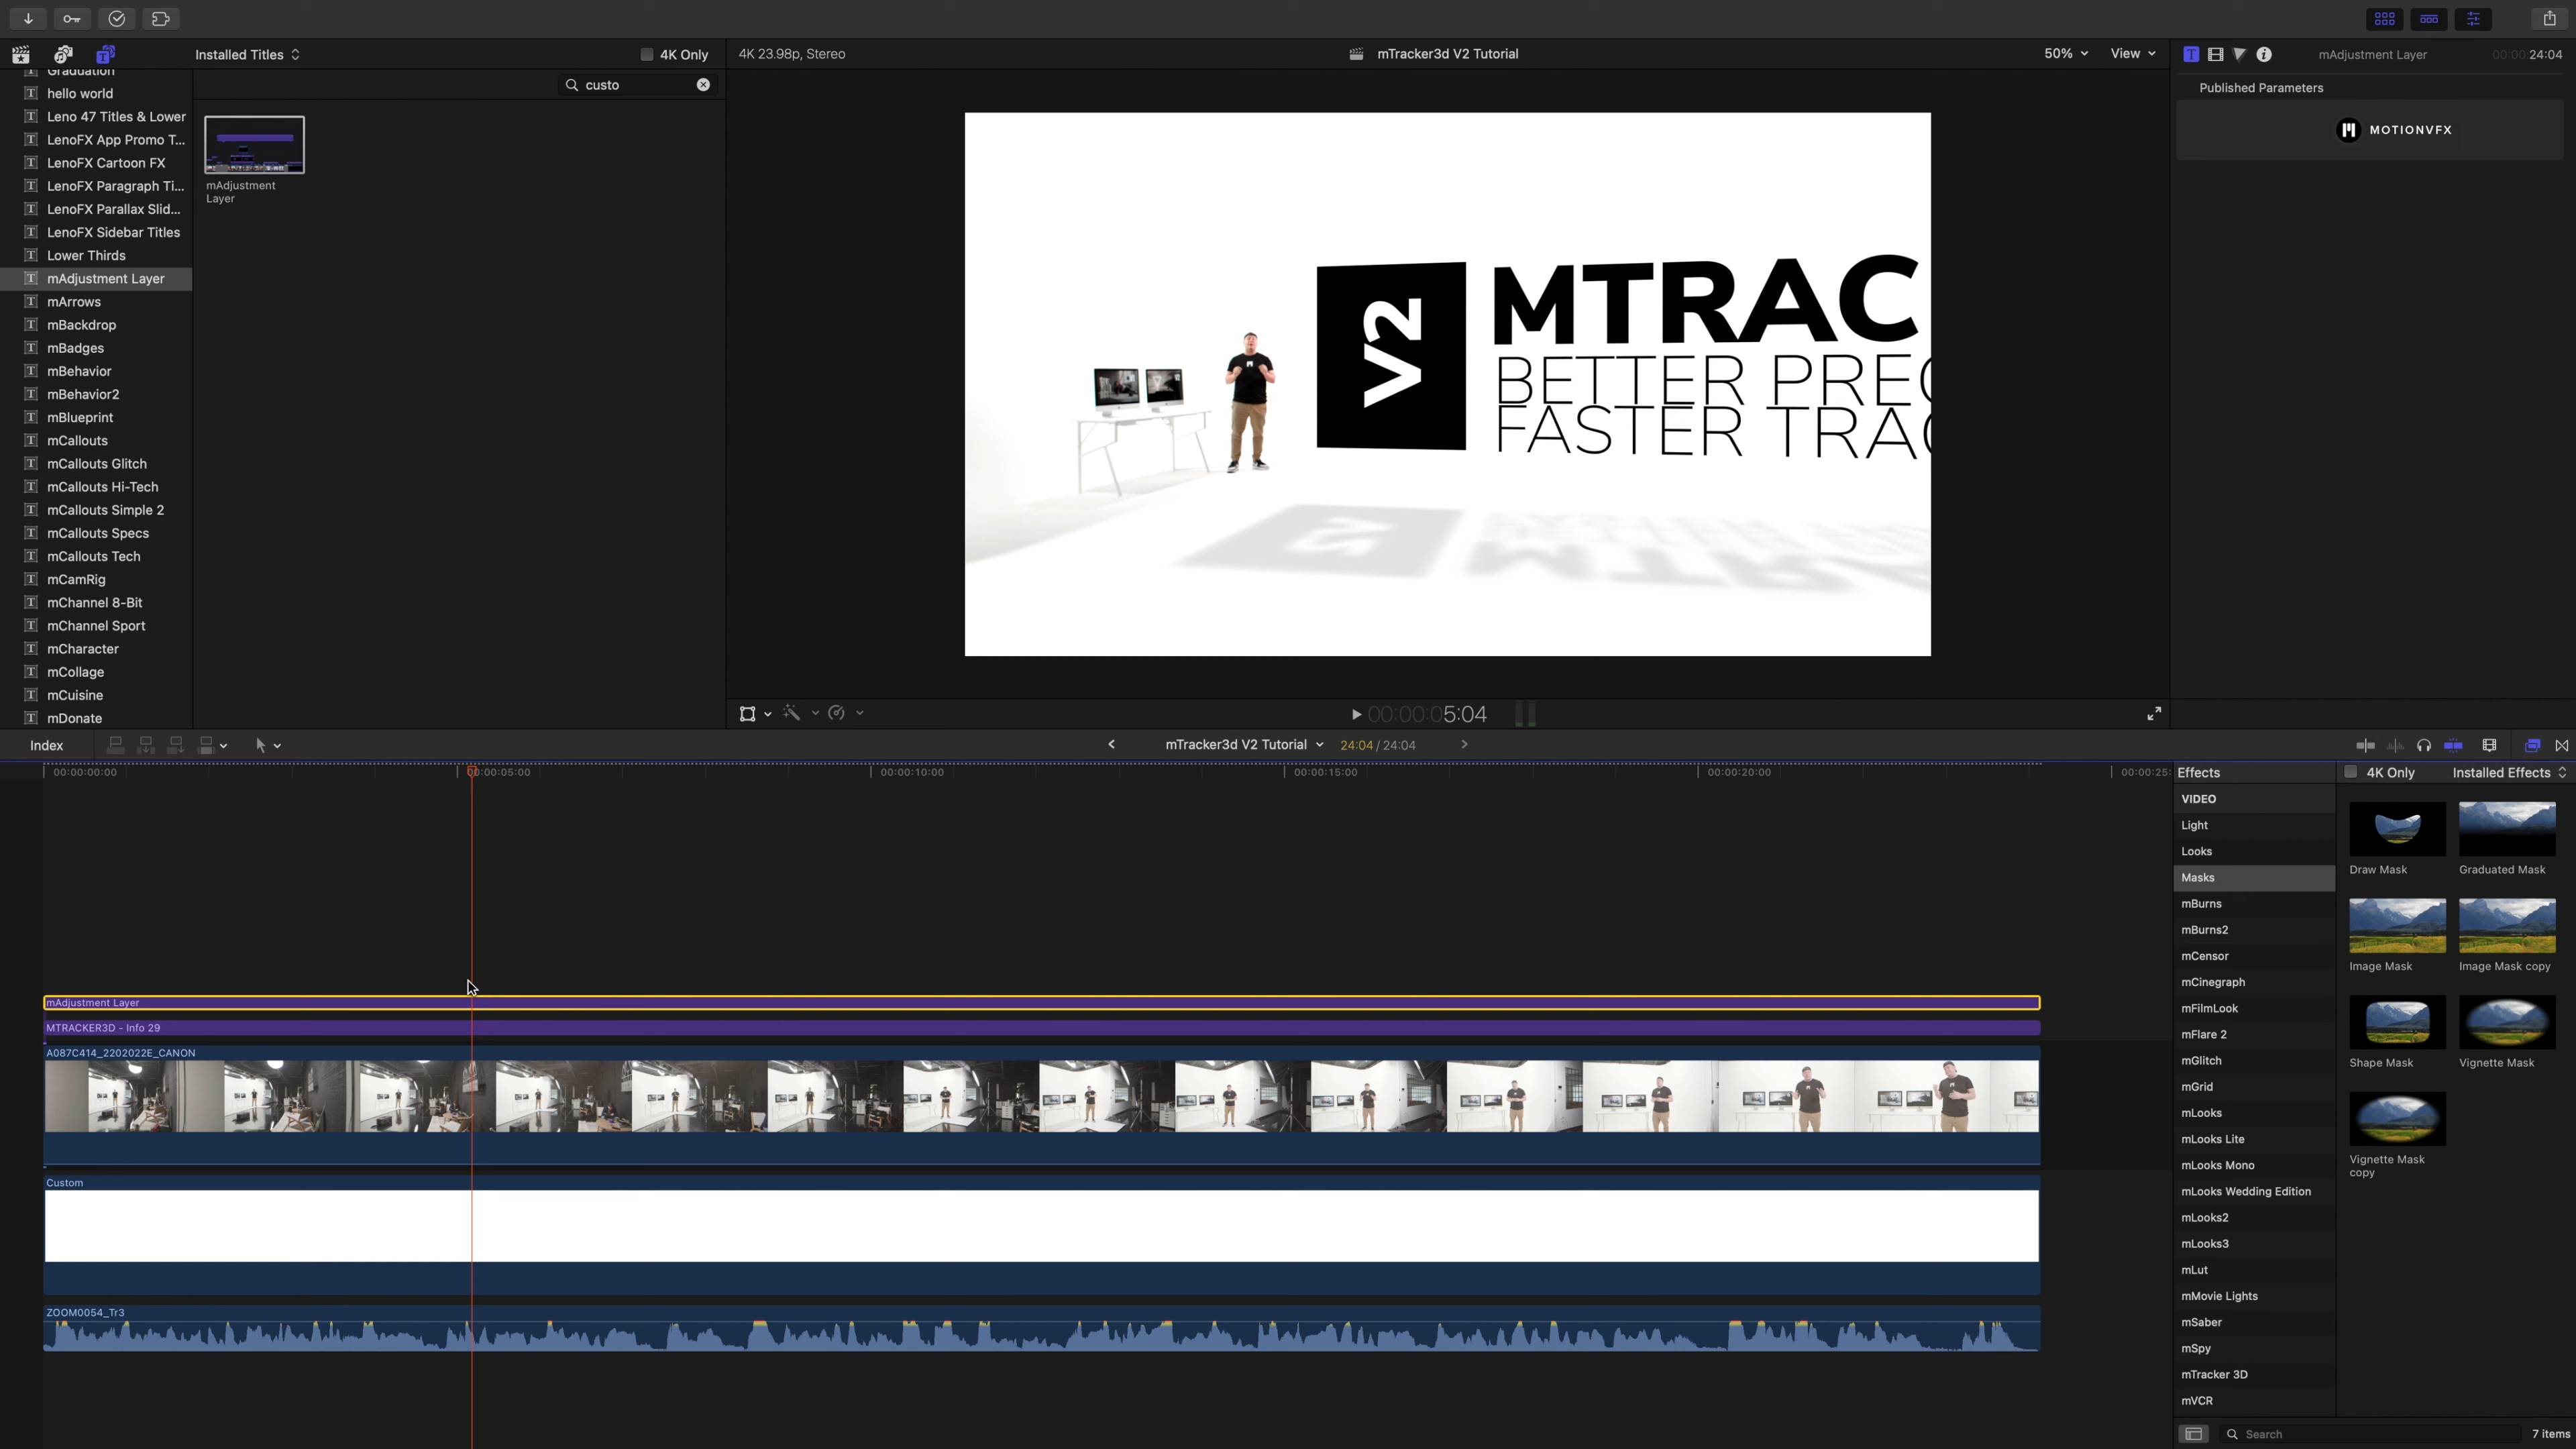 Installed Titles
4K Only
4K 23.98p, Stereo
mTracker3d V2 Tutorial
50%
View
mAdjustment Layer
00:00:24:04
custo
Published Parameters
MOTIONVFX
Graduation
hello world
Leno 47 Titles & Lower
LenoFX App Promo T...
LenoFX Cartoon FX
LenoFX Paragraph Ti...
LenoFX Parallax Slid...
LenoFX Sidebar Titles
Lower Thirds
mAdjustment Layer
mArrows
mBackdrop
mBadges
mBehavior
mBehavior2
mBlueprint
mCallouts
mCallouts Glitch
mCallouts Hi-Tech
mCallouts Simple 2
mCallouts Specs
mCallouts Tech
mCamRig
mChannel 8-Bit
mChannel Sport
mCharacter
mCollage
mCuisine
mDonate
mAdjustment
Layer
V2
MTRAC
BETTER PREC
FASTER TRAC
00:00:05:04
Index
mTracker3d V2 Tutorial
24:04 / 24:04
00:00:00:00
00:00:05:00
00:00:10:00
00:00:15:00
00:00:20:00
00:00:25:
mAdjustment Layer
MTRACKER3D - Info 29
A087C414_2202022E_CANON
Custom
ZOOM0054_Tr3
Effects
4K Only
Installed Effects
VIDEO
Light
Looks
Masks
mBurns
mBurns2
mCensor
mCinegraph
mFilmLook
mFlare 2
mGlitch
mGrid
mLooks
mLooks Lite
mLooks Mono
mLooks Wedding Edition
mLooks2
mLooks3
mLut
mMovie Lights
mSaber
mSpy
mTracker 3D
mVCR
Draw Mask
Graduated Mask
Image Mask
Image Mask copy
Shape Mask
Vignette Mask
Vignette Mask
copy
Search
7 items